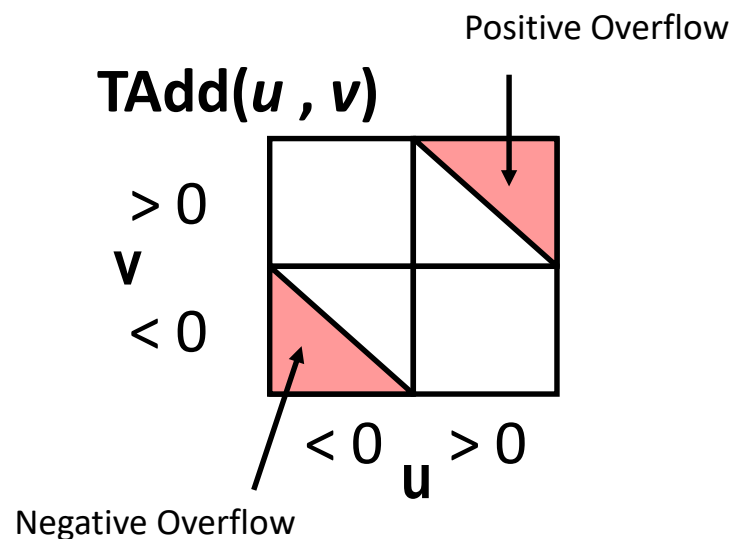 Positive Overflow
TAdd(u , v)
> 0
v
< 0
< 0 > 0
u
Negative Overflow